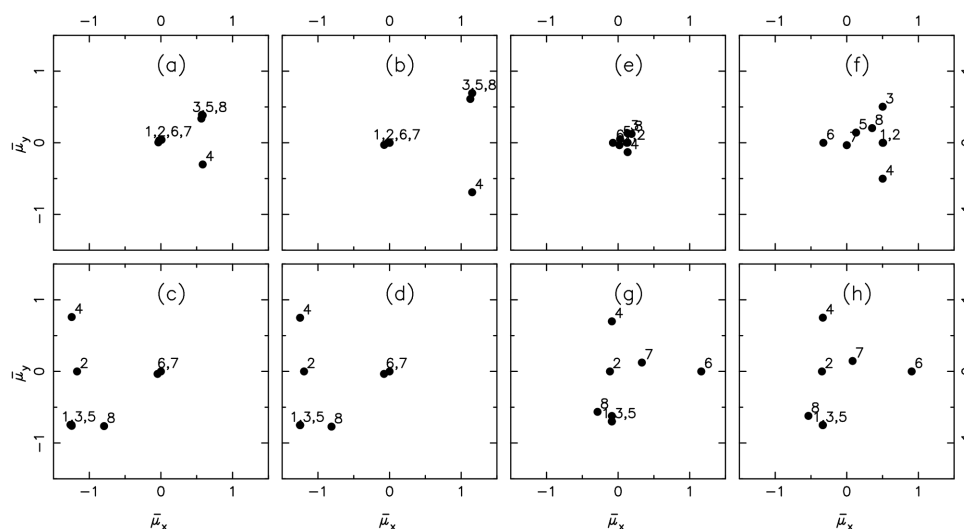 −1 0 1 −1 0 1 −1 0 1 −1 0 1
(a) (b) (e) (f)
1 3,5,8 3,5,8 3
1,2,6,7 1,2,6,7 5 8
μ̄y 0 6 7 1,2
4 4 4 4
−1
(c) (d) (g) (h)
4 4 4 4
1
2 6,7 2 6,7 2 7 6 2 7 6
μ̄y 0
1,3,5 8 1,3,5 8 8 1,3,5 8 1,3,5
−1
−1 0 1 −1 0 1 −1 0 1 −1 0 1
μ̄x μ̄x μ̄x μ̄x